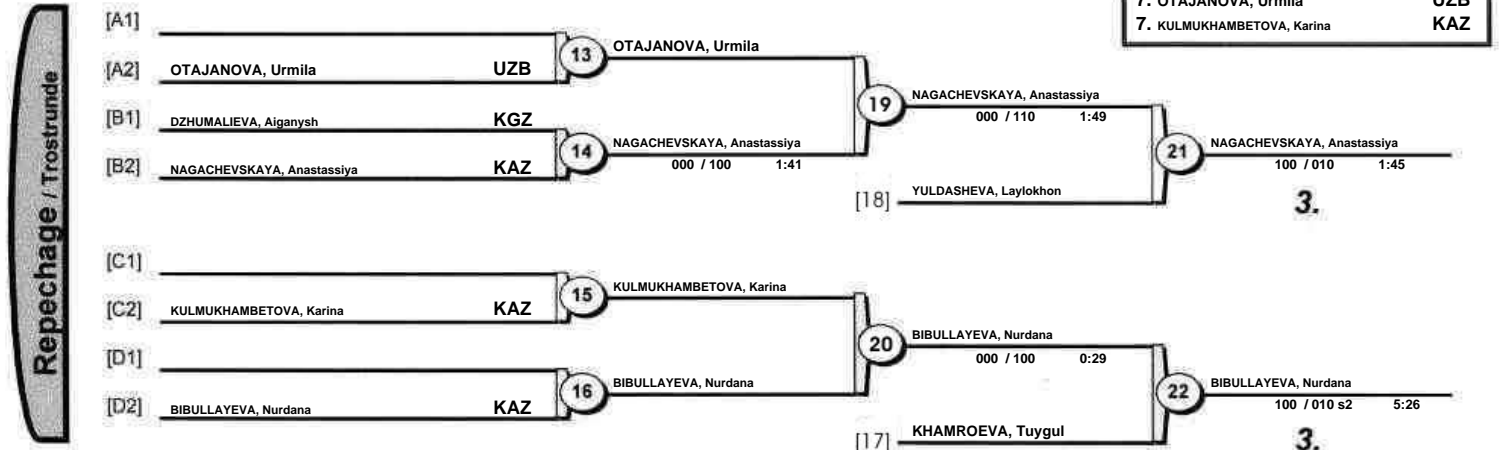 7. OTAJANOVA, Urmila UZB
7. KULMUKHAMBETOVA, Karina KAZ
Repechage / Trostrunde
[A1]
[A2] OTAJANOVA, Urmila UZB
13 OTAJANOVA, Urmila
[B1] DZHUMALIEVA, Aiganysh KGZ
[B2] NAGACHEVSKAYA, Anastassiya KAZ
14 NAGACHEVSKAYA, Anastassiya
000 / 100 1:41
19 NAGACHEVSKAYA, Anastassiya
000 / 110 1:49
[18] YULDASHEVA, Laylokhon
21 NAGACHEVSKAYA, Anastassiya
100 / 010 1:45
3.
[C1]
[C2] KULMUKHAMBETOVA, Karina KAZ
15 KULMUKHAMBETOVA, Karina
[D1]
[D2] BIBULLAYEVA, Nurdana KAZ
16 BIBULLAYEVA, Nurdana
20 BIBULLAYEVA, Nurdana
000 / 100 0:29
[17] KHAMROEVA, Tuygul
22 BIBULLAYEVA, Nurdana
100 / 010 s2 5:26
3.